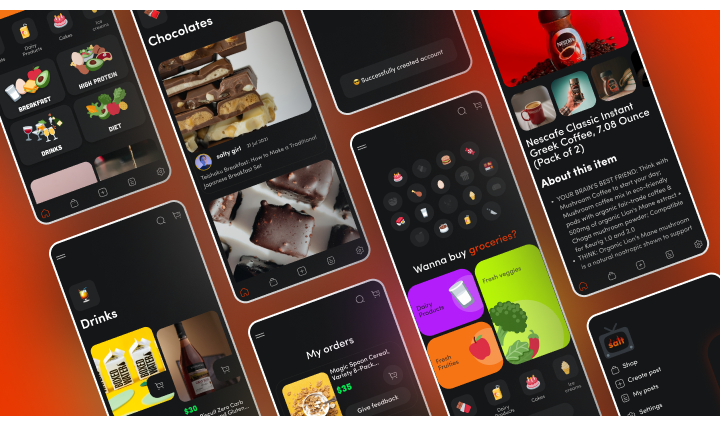 Dairy
Products
Cakes
Ice
creams
BREAKFAST
HIGH PROTEIN
DRINKS
DIET
Chocolates
salty girl 21 Jul 2021
Teishoku Breakfast: How to Make a Traditional
Japanese Breakfast Set
😎 Successfully created account
NESCAFE
Nescafe Classic Instant
Greek Coffee, 7.08 Ounce
(Pack of 2)
About this item
• YOUR BRAIN'S BEST FRIEND: Think with
Mushroom Coffee to start your day;
Mushroom coffee mix in eco-friendly
pods with organic fair-trade coffee &
500mg of organic Lion's Mane extract +
Chaga mushroom powder; Compatible
for Keurig 1.0 and 2.0
• THINK: Organic Lion's Mane mushroom
is a natural nootropic shown to support
Drinks
$30
Biscuit Zero Carb
My orders
Magic Spoon Cereal,
Variety 6-Pack...
$35
Give feedback
Wanna buy groceries?
Dairy
Products
Fresh veggies
Fresh
Fruities
Dairy
Products
Cakes
Ice
creams
salt
Shop
Create post
My posts
Settings